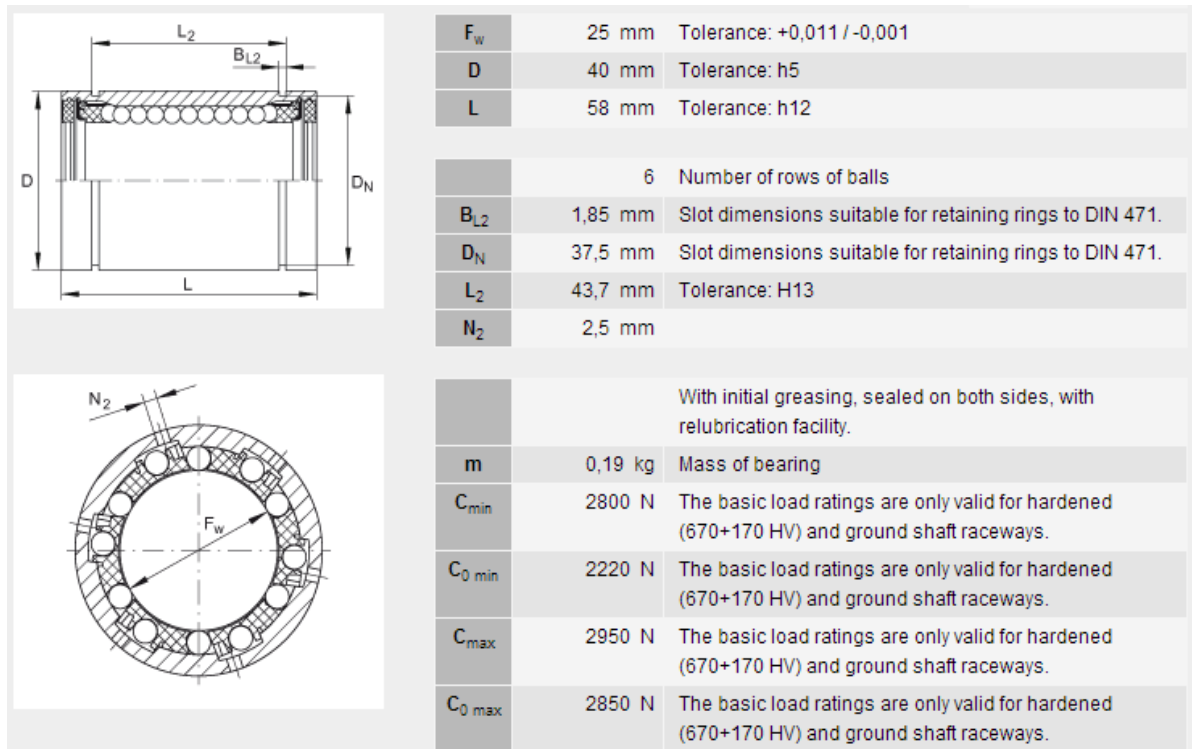 L2
BL2
D
DN
L
Fw 25 mm Tolerance: +0,011 / -0,001
D 40 mm Tolerance: h5
L 58 mm Tolerance: h12
6 Number of rows of balls
BL2 1,85 mm Slot dimensions suitable for retaining rings to DIN 471.
DN 37,5 mm Slot dimensions suitable for retaining rings to DIN 471.
L2 43,7 mm Tolerance: H13
N2 2,5 mm
N2
Fw
With initial greasing, sealed on both sides, with
relubrication facility.
m 0,19 kg Mass of bearing
Cmin 2800 N The basic load ratings are only valid for hardened
(670+170 HV) and ground shaft raceways.
C0 min 2220 N The basic load ratings are only valid for hardened
(670+170 HV) and ground shaft raceways.
Cmax 2950 N The basic load ratings are only valid for hardened
(670+170 HV) and ground shaft raceways.
C0 max 2850 N The basic load ratings are only valid for hardened
(670+170 HV) and ground shaft raceways.